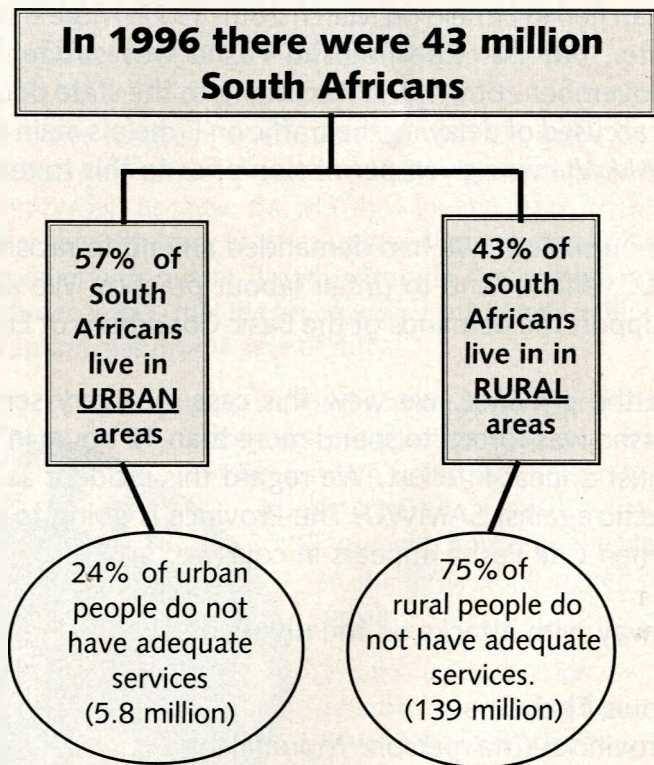 In 1996 there were 43 million
South Africans
57% of
South
Africans
live in
URBAN
areas
43% of
South
Africans
live in in
RURAL
areas
24% of urban
people do not
have adequate
services
(5.8 million)
75% of
rural people do
not have adequate
services.
(139 million)